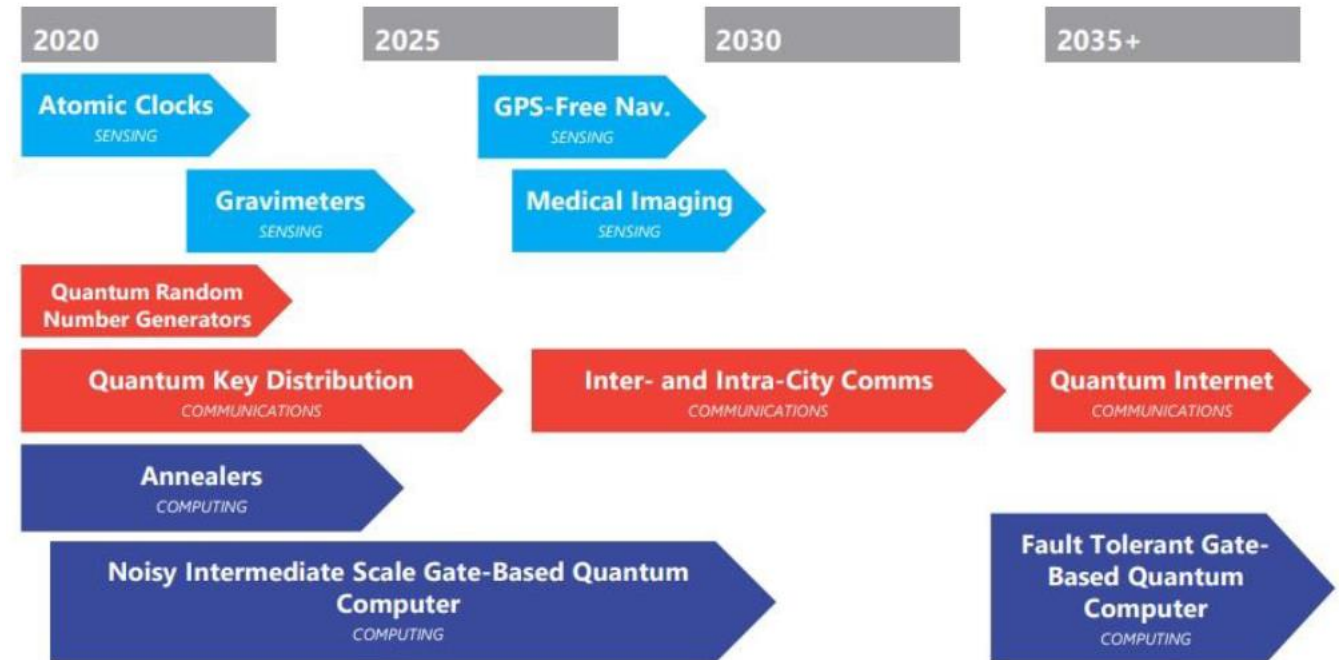 2020
2025
2030
2035+
Atomic Clocks
SENSING
GPS-Free Nav.
SENSING
Gravimeters
SENSING
Medical Imaging
SENSING
Quantum Random
Number Generators
Quantum Key Distribution
COMMUNICATIONS
Inter- and Intra-City Comms
COMMUNICATIONS
Quantum Internet
COMMUNICATIONS
Annealers
COMPUTING
Noisy Intermediate Scale Gate-Based Quantum
Computer
COMPUTING
Fault Tolerant Gate-
Based Quantum
Computer
COMPUTING